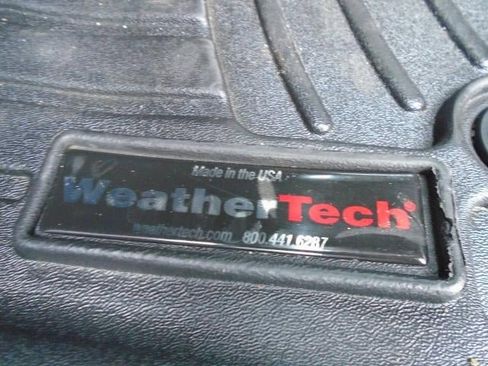 Made in the USA
WeatherTech®
weathertech.com 800.441.6287